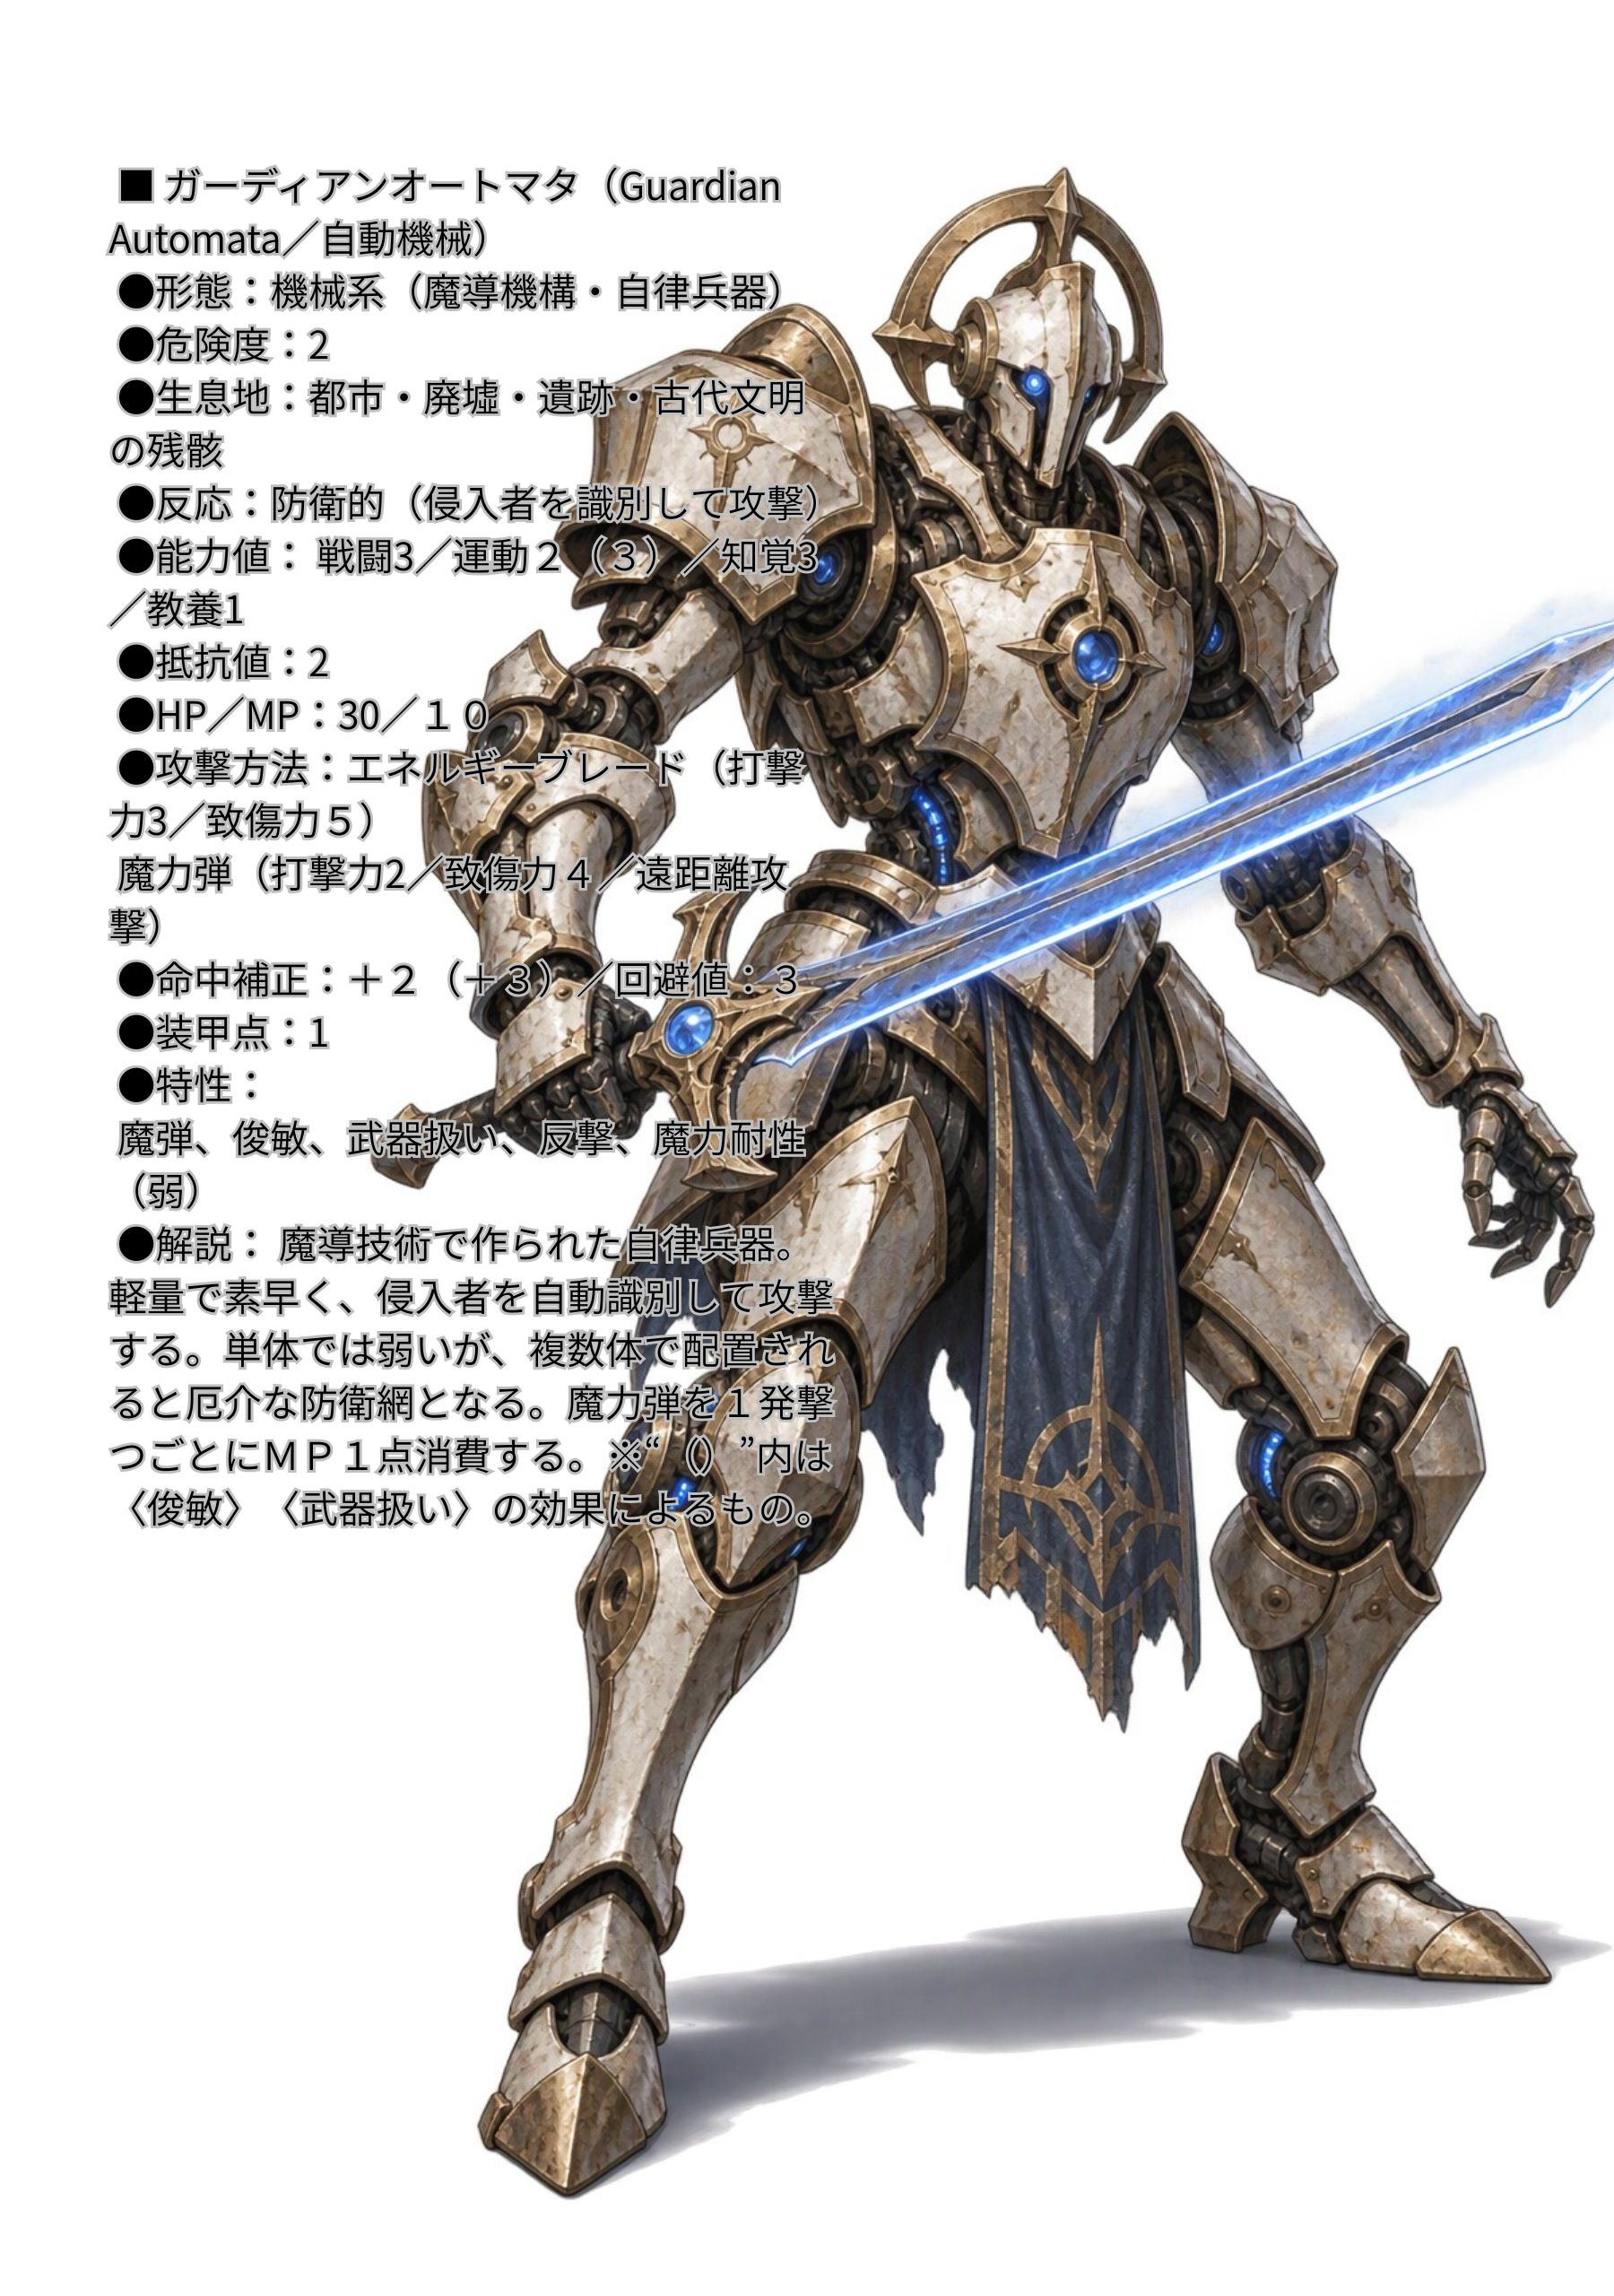 ■ ガーディアンオートマタ（Guardian
Automata／自動機械）
●形態：機械系（魔導機構・自律兵器）
●危険度：2
●生息地：都市・廃墟・遺跡・古代文明
の残骸
●反応：防衛的（侵入者を識別して攻撃）
●能力値： 戦闘3／運動２（３）／知覚3
／教養1
●抵抗値：2
●HP／MP：30／１０
●攻撃方法：エネルギーブレード（打撃
力3／致傷力５）
魔力弾（打撃力2／致傷力４／遠距離攻
撃）
●命中補正：＋２（＋３）／回避値：３
●装甲点：1
●特性：
魔弾、俊敏、武器扱い、反撃、魔力耐性
（弱）
●解説： 魔導技術で作られた自律兵器。
軽量で素早く、侵入者を自動識別して攻撃
する。単体では弱いが、複数体で配置され
ると厄介な防衛網となる。魔力弾を１発撃
つごとにＭＰ１点消費する。※“（）”内は
〈俊敏〉〈武器扱い〉の効果によるもの。